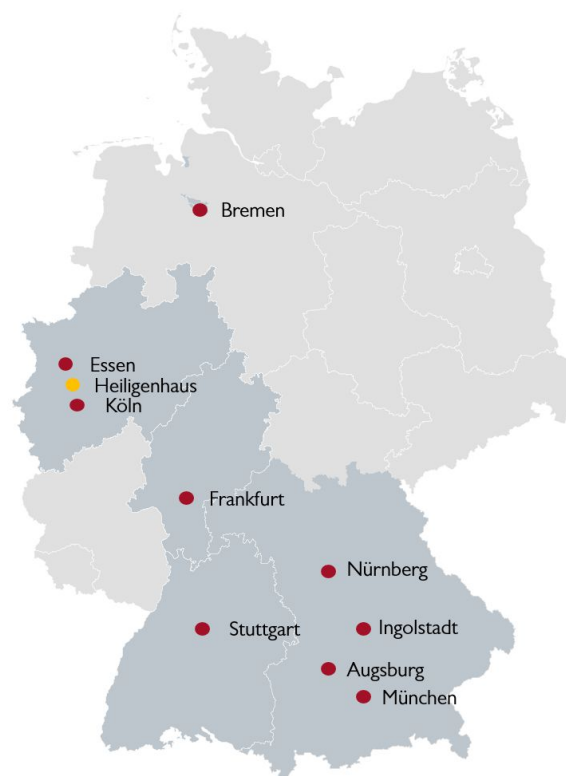 Bremen
Essen
Heiligenhaus
Köln
Frankfurt
Nürnberg
Stuttgart
Ingolstadt
Augsburg
München